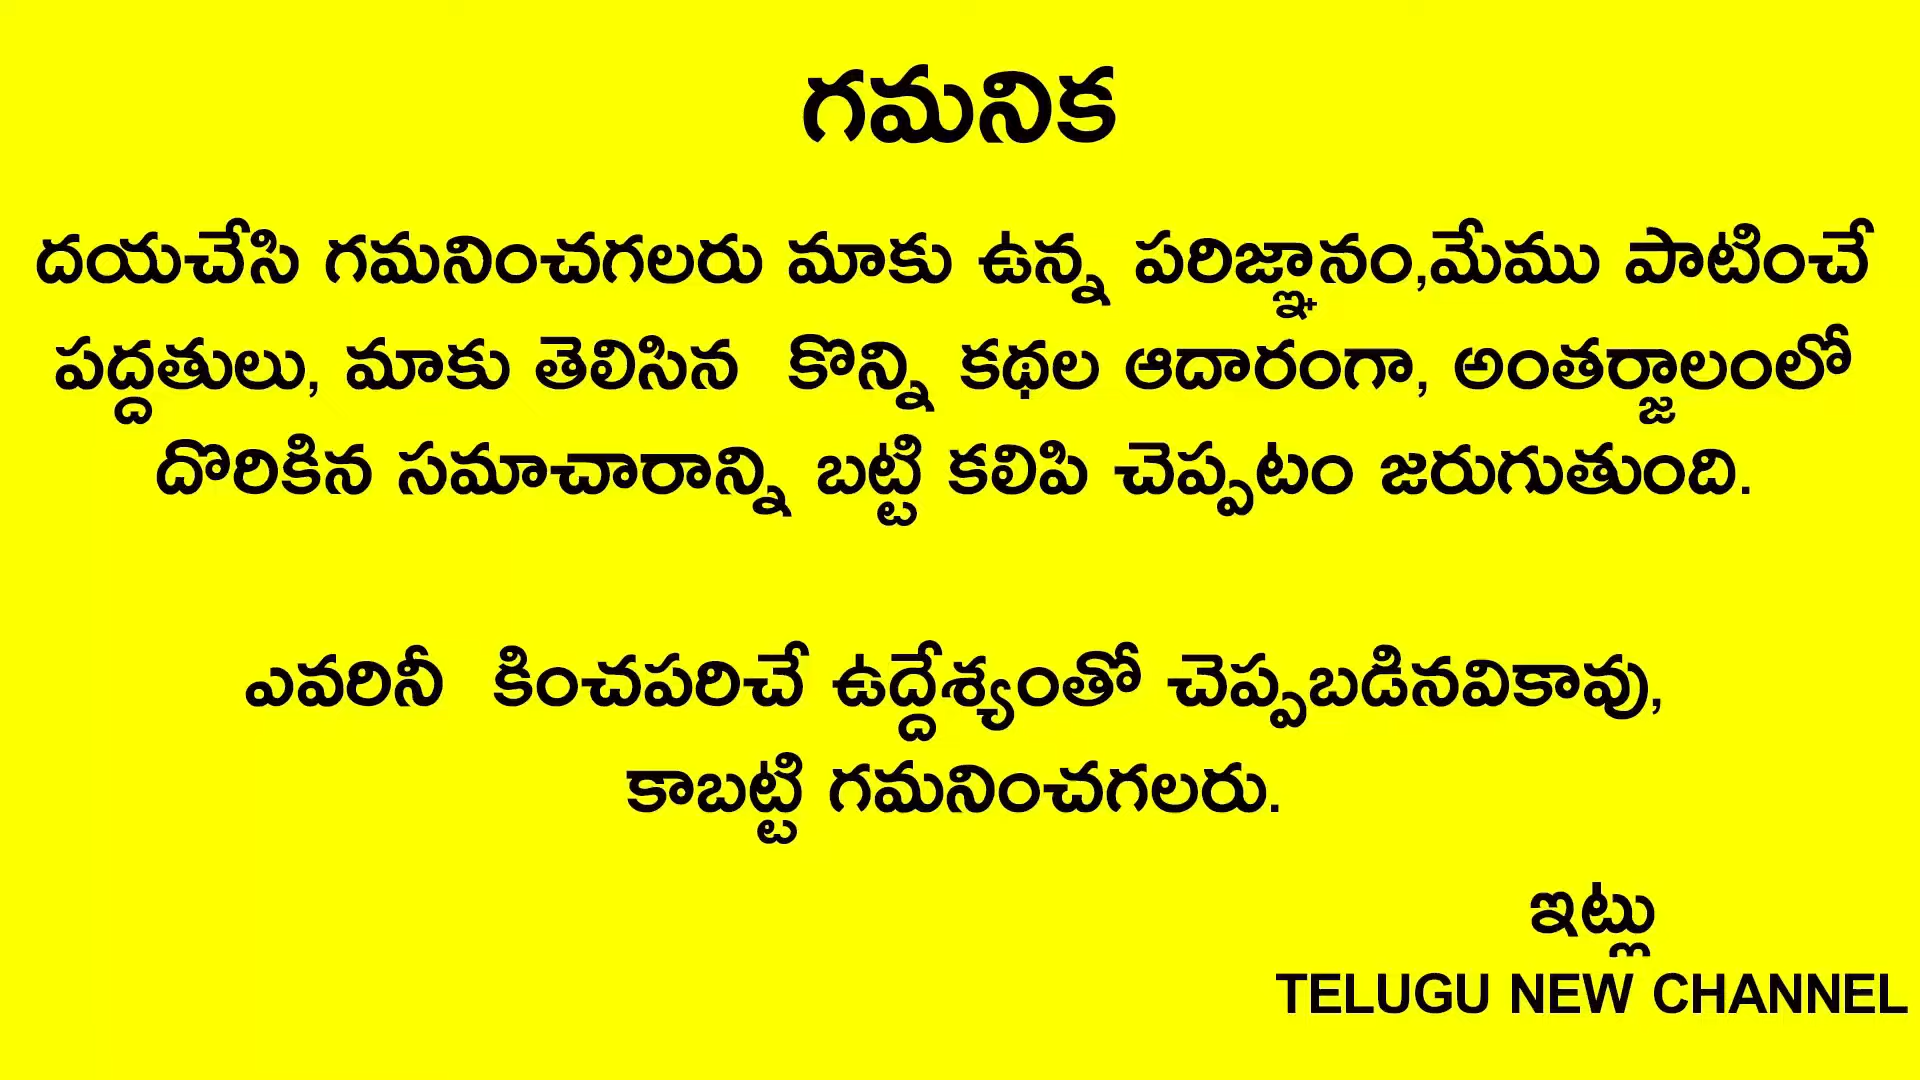 గమనిక
దయచేసి గమనించగలరు మాకు ఉన్న పరిజ్ఞానం,మేము పాటించే
పద్దతులు, మాకు తెలిసిన కొన్ని కథల ఆదారంగా, అంతర్జాలంలో
దొరికిన సమాచారాన్ని బట్టి కలిపి చెప్పటం జరుగుతుంది.
ఎవరినీ కించపరిచే ఉద్దేశ్యంతో చెప్పబడినవికావు,
కాబట్టి గమనించగలరు.
ఇట్లు
TELUGU NEW CHANNEL